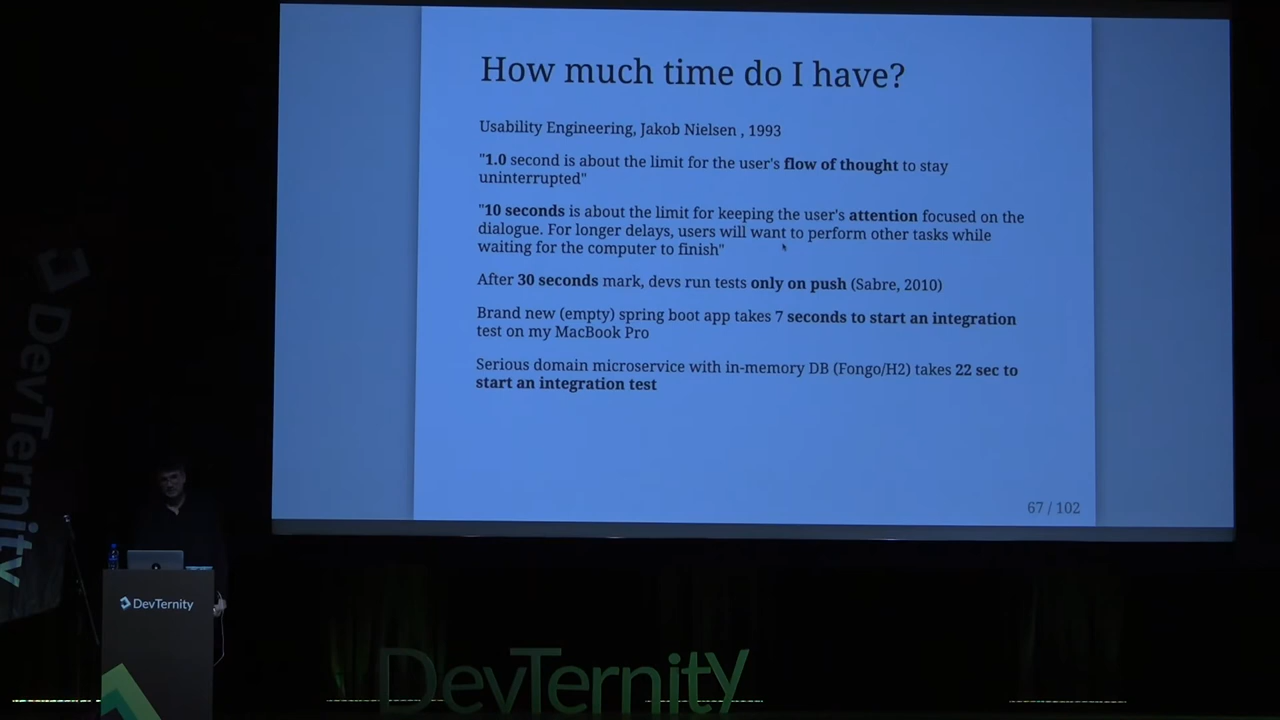 How much time do I have?
Usability Engineering, Jakob Nielsen , 1993
"1.0 second is about the limit for the user's flow of thought to stay
uninterrupted"
"10 seconds is about the limit for keeping the user's attention focused on the
dialogue. For longer delays, users will want to perform other tasks while
waiting for the computer to finish"
After 30 seconds mark, devs run tests only on push (Sabre, 2010)
Brand new (empty) spring boot app takes 7 seconds to start an integration
test on my MacBook Pro
Serious domain microservice with in-memory DB (Fongo/H2) takes 22 sec to
start an integration test
67 / 102
DevTernity
DevTernity
DevTernity